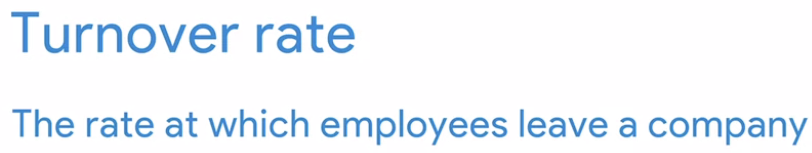 Turnover rate
The rate at which employees leave a company